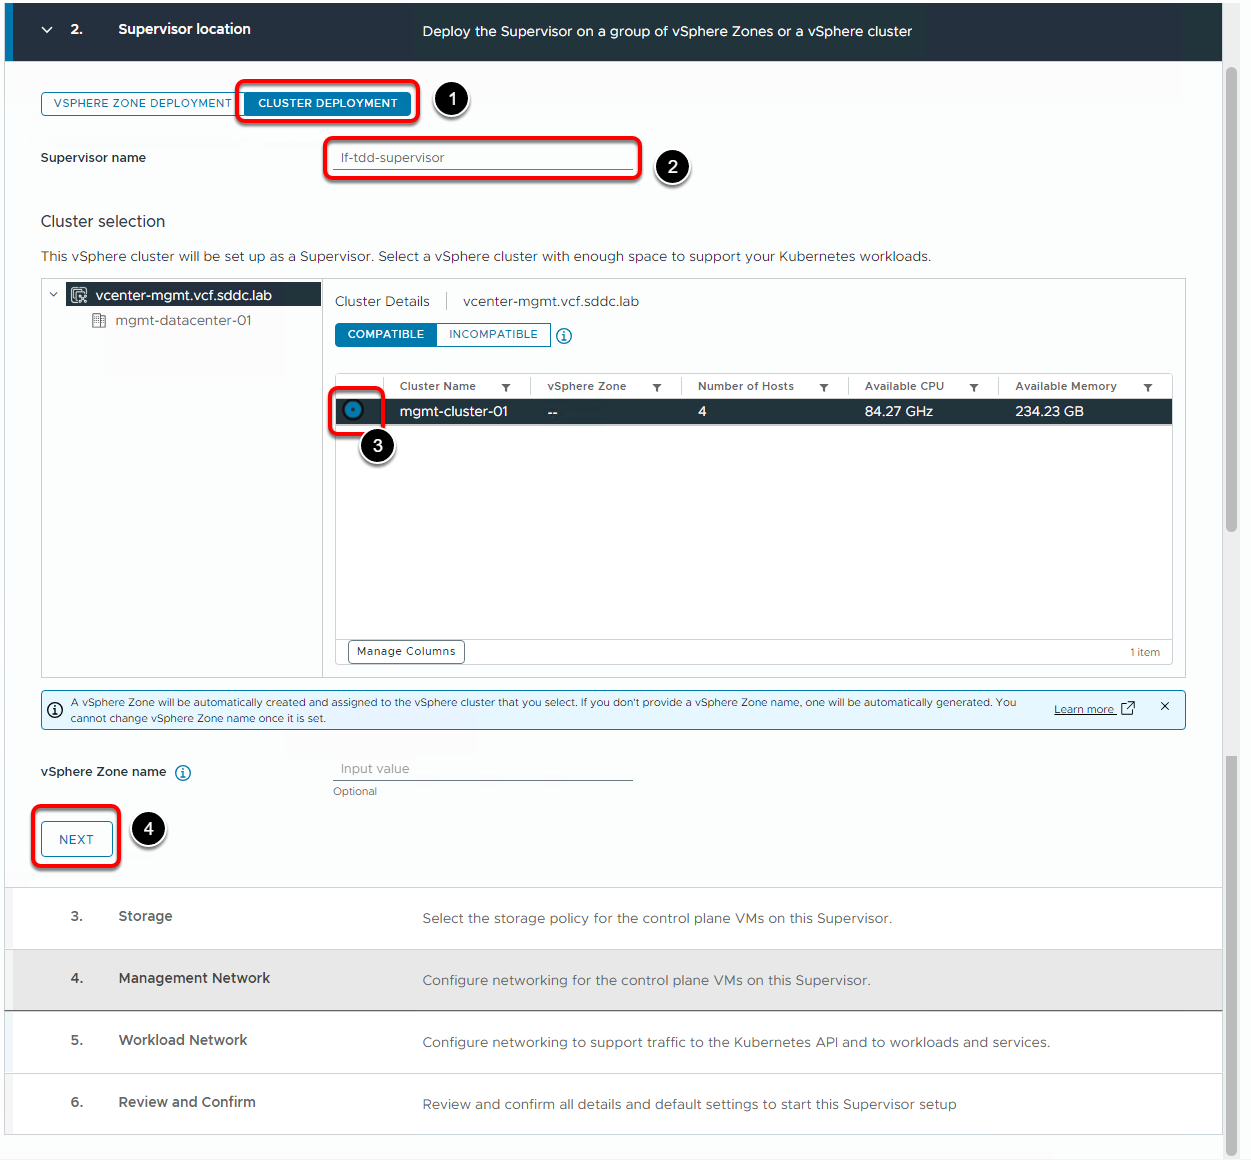 2. Supervisor location Deploy the Supervisor on a group of vSphere Zones or a vSphere cluster
VSPHERE ZONE DEPLOYMENT CLUSTER DEPLOYMENT 1
Supervisor name lf-tdd-supervisor 2
Cluster selection
This vSphere cluster will be set up as a Supervisor. Select a vSphere cluster with enough space to support your Kubernetes workloads.
vcenter-mgmt.vcf.sddc.lab
mgmt-datacenter-01
Cluster Details vcenter-mgmt.vcf.sddc.lab
COMPATIBLE INCOMPATIBLE
Cluster Name vSphere Zone Number of Hosts Available CPU Available Memory
mgmt-cluster-01 -- 4 84.27 GHz 234.23 GB
3
Manage Columns 1 item
A vSphere Zone will be automatically created and assigned to the vSphere cluster that you select. If you don't provide a vSphere Zone name, one will be automatically generated. You
cannot change vSphere Zone name once it is set.
Learn more
vSphere Zone name Input value
Optional
NEXT 4
3. Storage Select the storage policy for the control plane VMs on this Supervisor.
4. Management Network Configure networking for the control plane VMs on this Supervisor.
5. Workload Network Configure networking to support traffic to the Kubernetes API and to workloads and services.
6. Review and Confirm Review and confirm all details and default settings to start this Supervisor setup